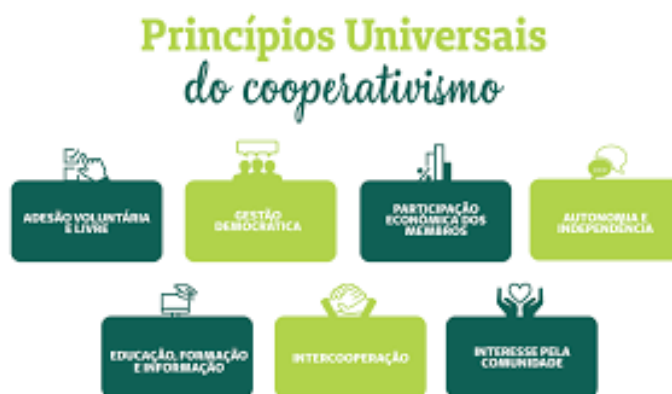 Princípios Universais
do cooperativismo
ADESÃO VOLUNTÁRIA
E LIVRE
GESTÃO
DEMOCRÁTICA
PARTICIPAÇÃO
ECONÔMICA DOS
MEMBROS
AUTONOMIA E
INDEPENDÊNCIA
EDUCAÇÃO, FORMAÇÃO
E INFORMAÇÃO
INTERCOOPERAÇÃO
INTERESSE PELA
COMUNIDADE